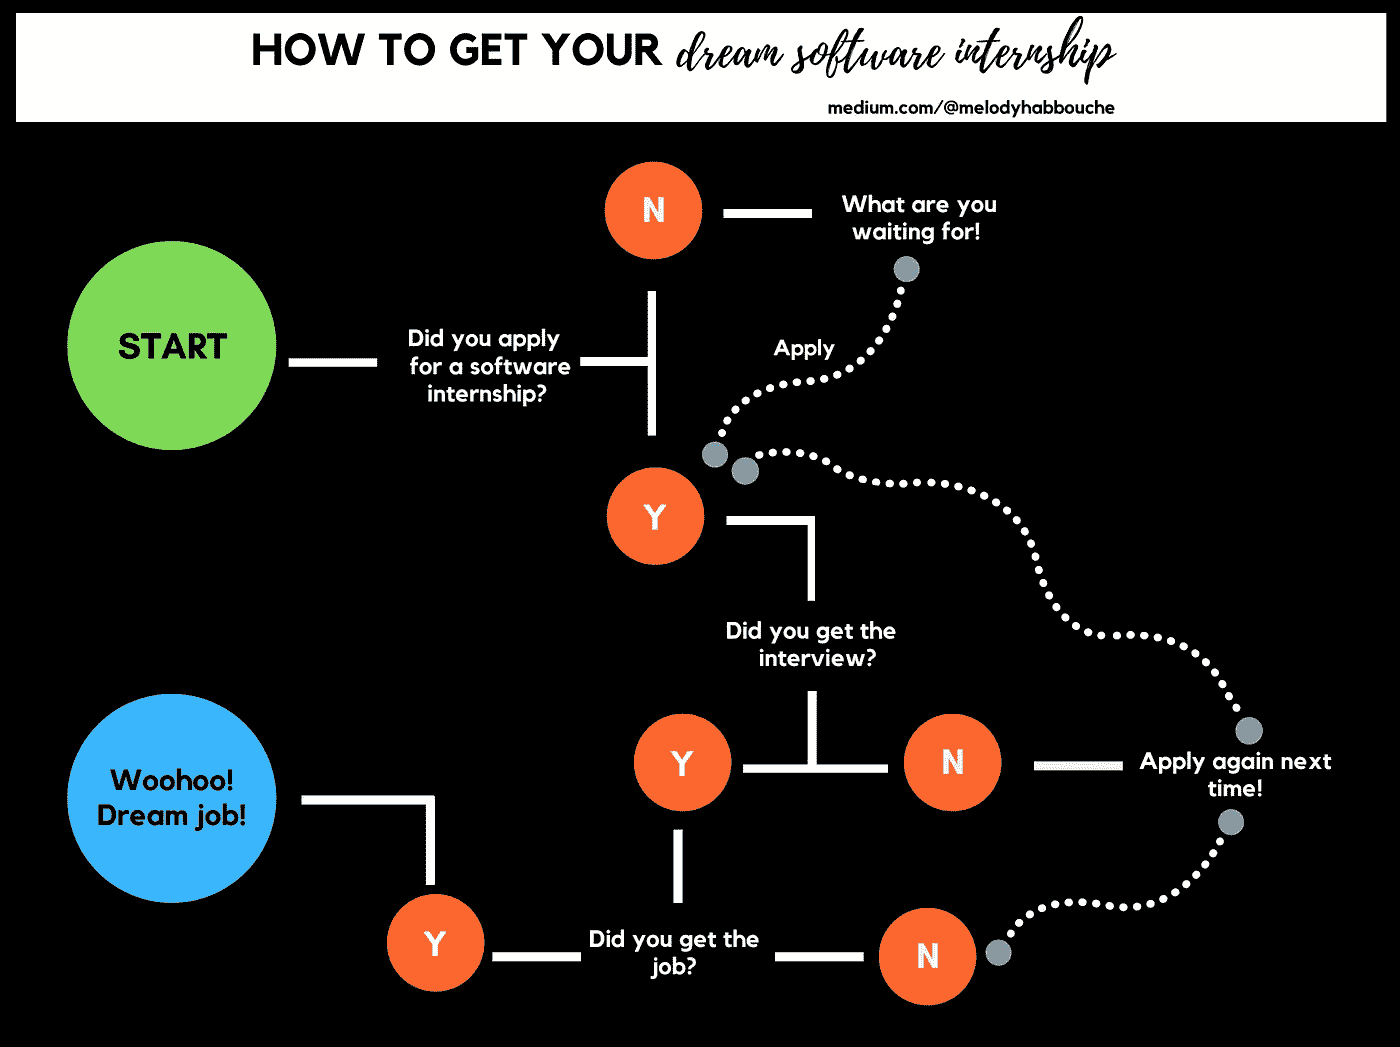 HOW TO GET YOUR dream software internship
medium.com/@melodyhabbouche
N
What are you
waiting for!
START
Did you apply
for a software
internship?
Apply
Y
Did you get the
interview?
Y
N
Apply again next
time!
Woohoo!
Dream job!
Y
Did you get the
job?
N